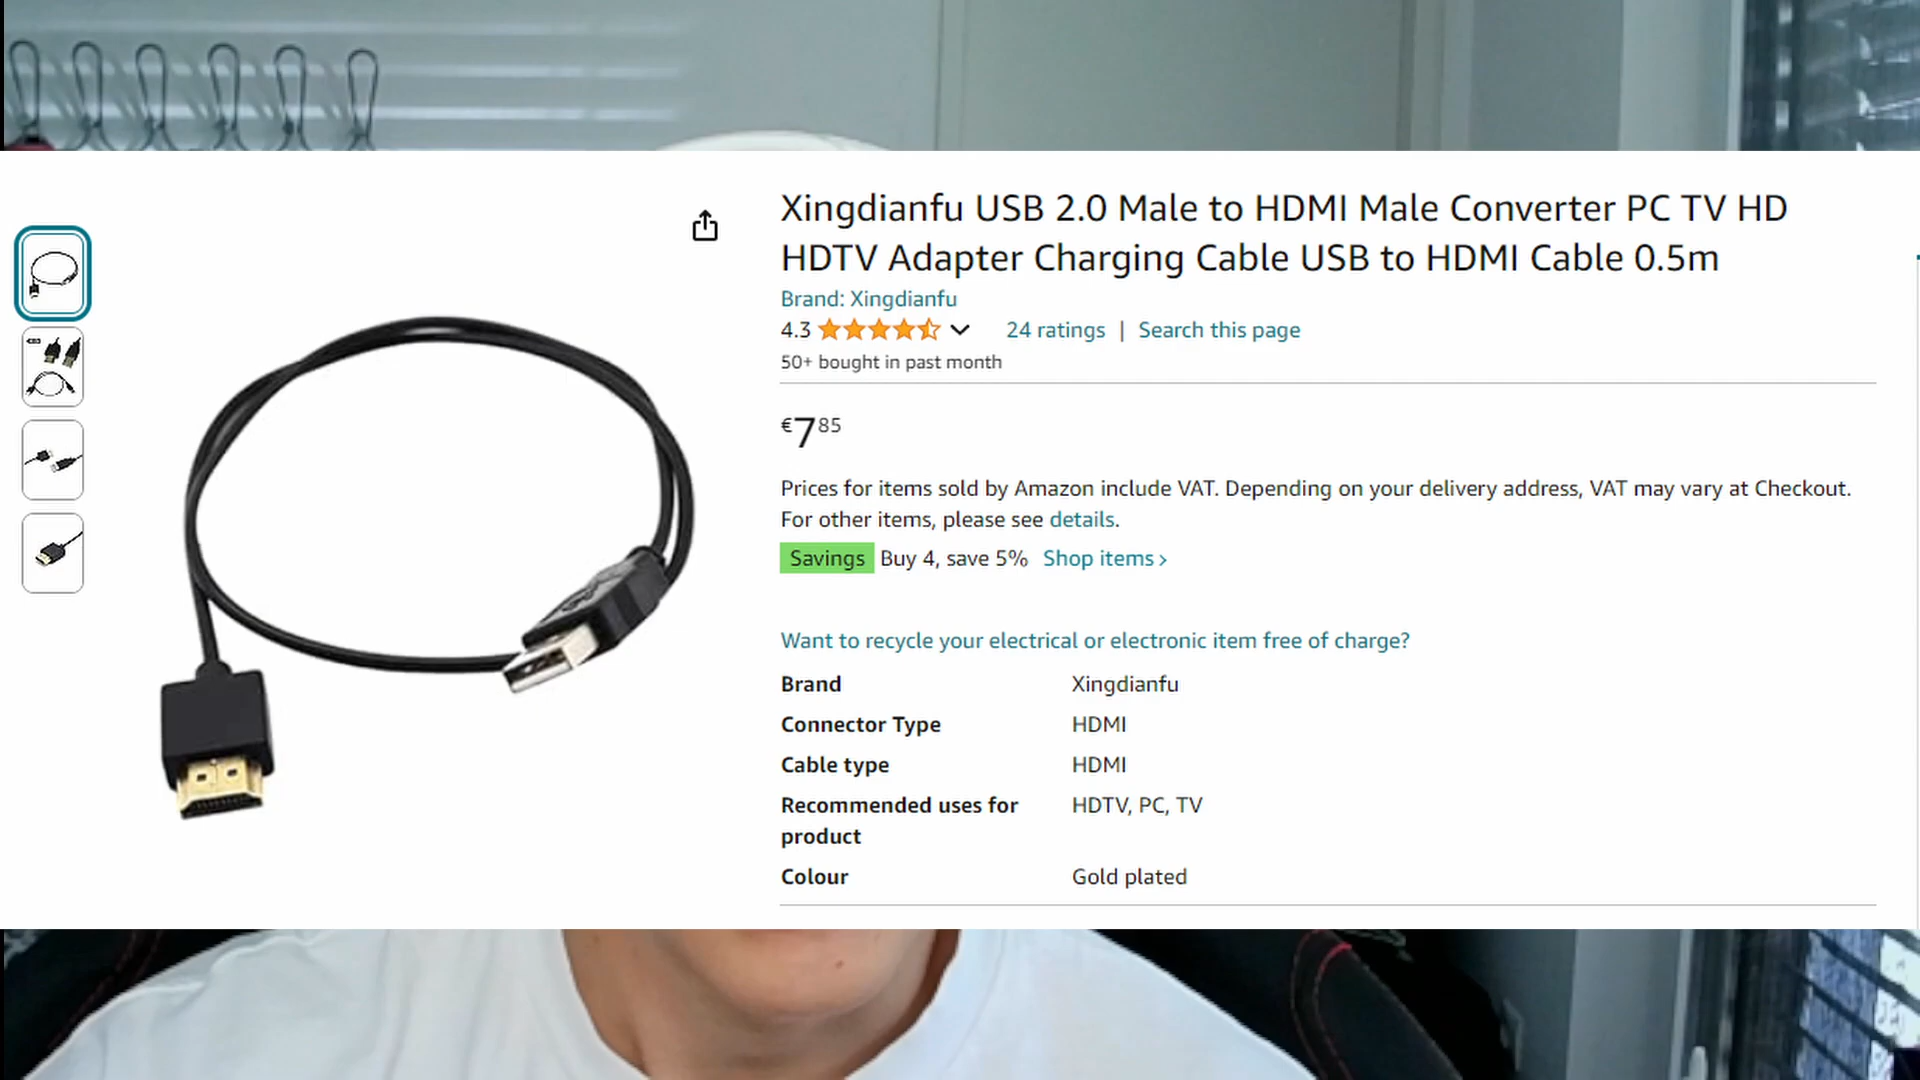 Xingdianfu USB 2.0 Male to HDMI Male Converter PC TV HD
HDTV Adapter Charging Cable USB to HDMI Cable 0.5m
Brand: Xingdianfu
4.3 24 ratings | Search this page
50+ bought in past month
€7 85
Prices for items sold by Amazon include VAT. Depending on your delivery address, VAT may vary at Checkout.
For other items, please see details.
Savings Buy 4, save 5% Shop items ›
Want to recycle your electrical or electronic item free of charge?
Brand Xingdianfu
Connector Type HDMI
Cable type HDMI
Recommended uses for HDTV, PC, TV
product
Colour Gold plated